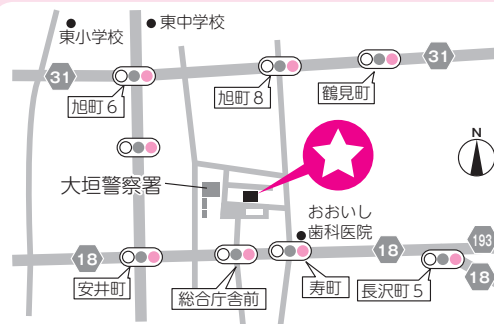 東小学校
東中学校
31
31
旭町6
旭町8
鶴見町
N
大垣警察署
おおいし
歯科医院
193
18
18
18
安井町
総合庁舎前
寿町
長沢町5